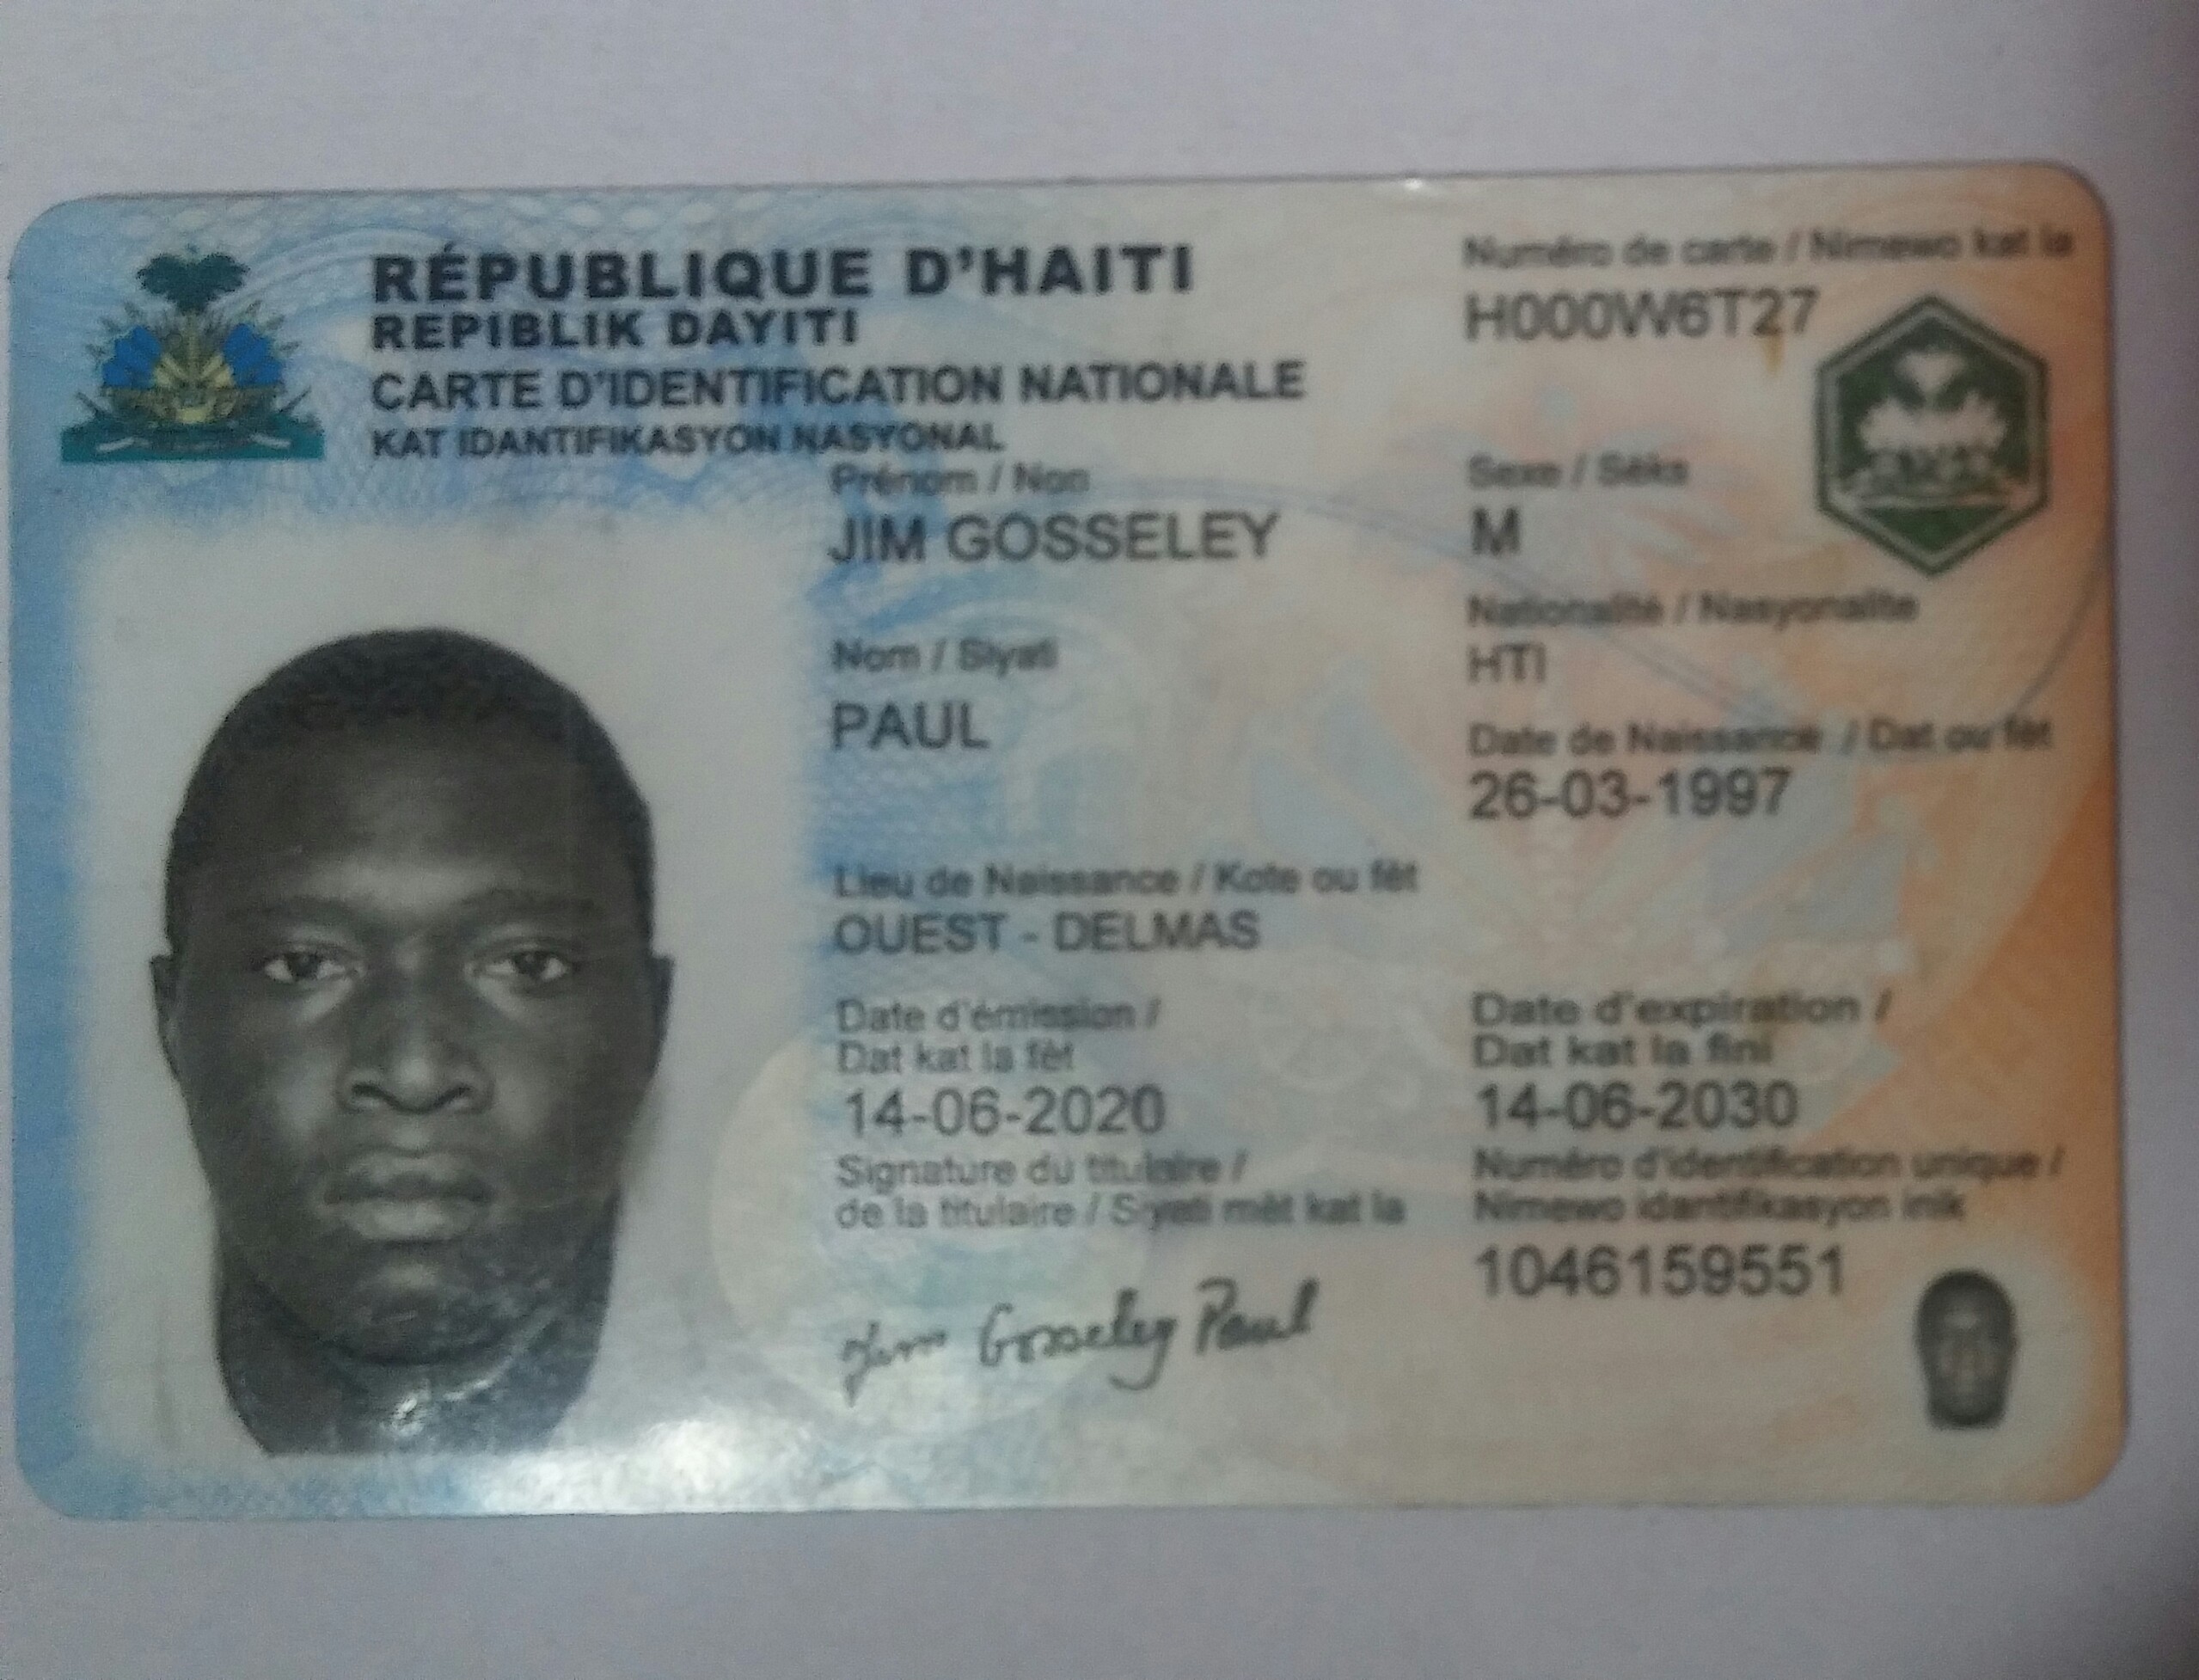 RÉPUBLIQUE D'HAITI
REPIBLIK DAYITI
CARTE D'IDENTIFICATION NATIONALE
KAT IDANTIFIKASYON NASYONAL
Numéro de carte / Nimewo kat la
H000W6T27
Prénom / Non
JIM GOSSELEY
Sexe / Sèks
M
Nom / Siyati
PAUL
Nationalité / Nasyonalite
HTI
Date de Naissance / Dat ou fèt
26-03-1997
Lieu de Naissance / Kote ou fèt
OUEST - DELMAS
Date d'émission /
Dat kat la fèt
14-06-2020
Date d'expiration /
Dat kat la fini
14-06-2030
Signature du titulaire /
de la titulaire / Siyati mèt kat la
Jim Gosseley Paul
Numéro d'identification unique /
Nimewo idantifikasyon inik
1046159551